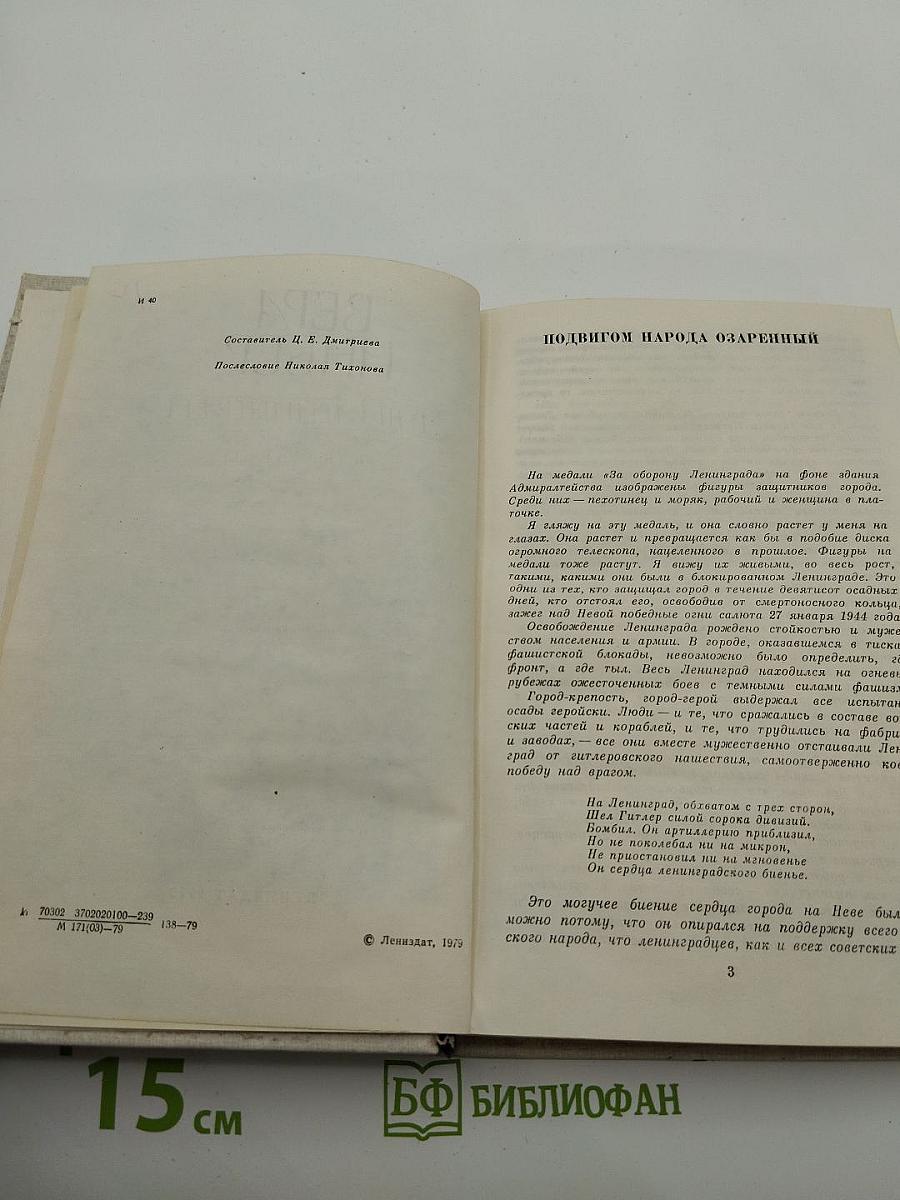 И 40
Составитель Ц. Е. Дмитриева
Послесловие Николая Тихонова
70302 3702020100—239
М 171(03)—79
138—79
© Лениздат, 1979
ПОДВИГОМ НАРОДА ОЗАРЕННЫЙ
На медали «За оборону Ленинграда» на фоне здания
Адмиралтейства изображены фигуры защитников города.
Среди них — пехотинец и моряк, рабочий и женщина в пла-
точке.
Я гляжу на эту медаль, и она словно растет у меня на
глазах. Она растет и превращается как бы в подобие диска
огромного телескопа, нацеленного в прошлое. Фигуры на
медали тоже растут. Я вижу их живыми, во весь рост,
такими, какими они были в блокированном Ленинграде. Это
одни из тех, кто защищал город в течение девятисот осадных
дней, кто отстоял его, освободив от смертоносного кольца,
зажег над Невой победные огни салюта 27 января 1944 года
Освобождение Ленинграда рождено стойкостью и муже
ством населения и армии. В городе, оказавшемся в тиска
фашистской блокады, невозможно было определить, г
фронт, а где тыл. Весь Ленинград находился на огневы
рубежах ожесточенных боев с темными силами фашизм
Город-крепость, город-герой выдержал все испытан
осады геройски. Люди — и те, что сражались в составе во
ских частей и кораблей, и те, что трудились на фабри
и заводах, — все они вместе мужественно отстаивали Лен
град от гитлеровского нашествия, самоотверженно ков
победу над врагом.
На Ленинград, обхватом с трех сторон,
Шел Гитлер силой сорока дивизий.
Бомбил. Он артиллерию приблизил,
Но не поколебал ни на микрон,
Не приостановил ни на мгновенье
Он сердца ленинградского биенье.
Это могучее биение сердца города на Неве был
можно потому, что он опирался на поддержку всего
ского народа, что ленинградцев, как и всех советских
3
15 см
БФ БИБЛИОФАН